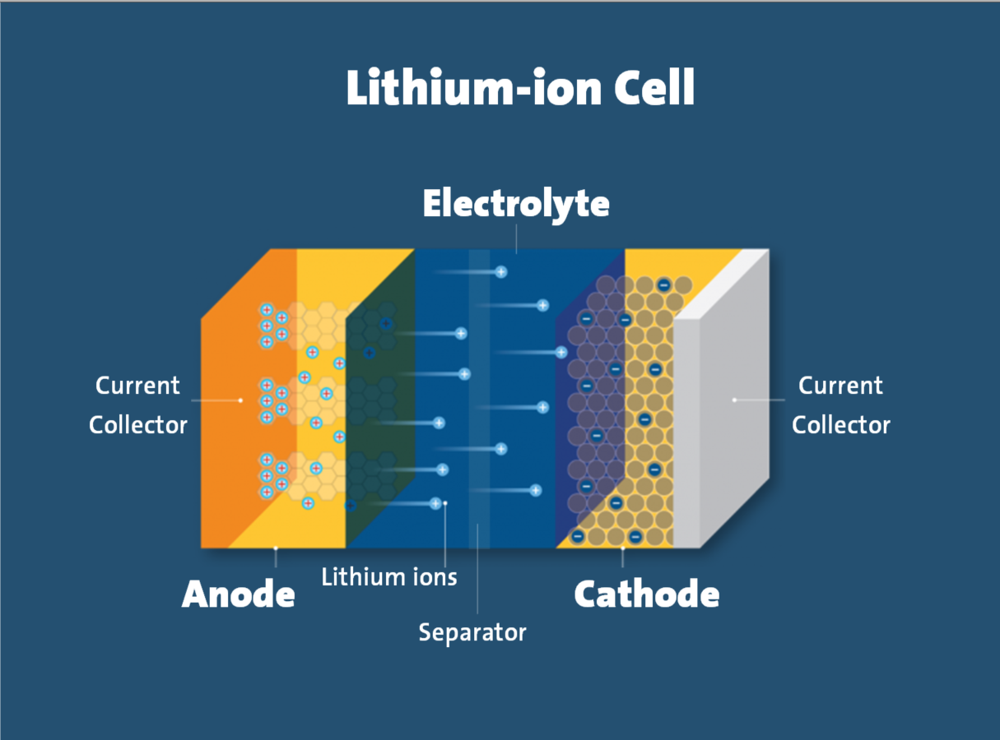 Lithium-ion Cell
Electrolyte
Current
Collector
Current
Collector
Anode
Lithium ions
Cathode
Separator